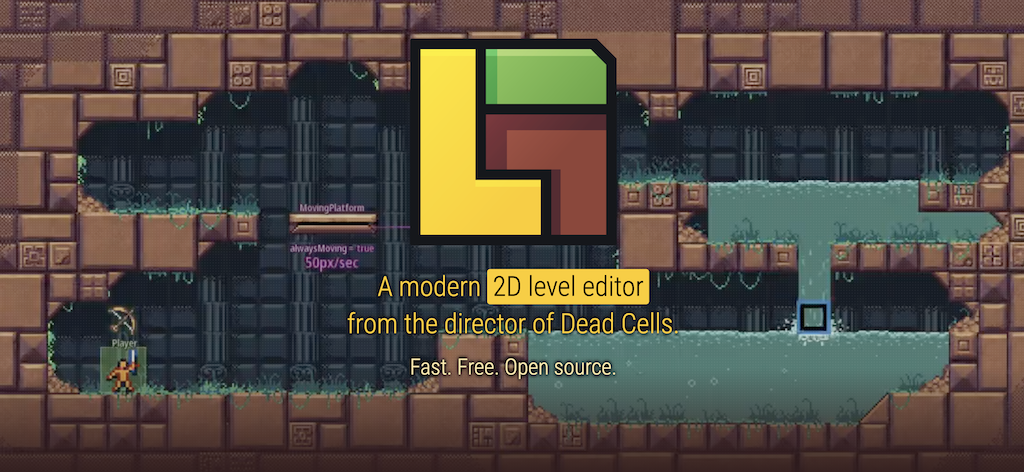 MovingPlatform
alwaysMoving = true
50px/sec
A modern 2D level editor
from the director of Dead Cells.
Player
Fast. Free. Open source.